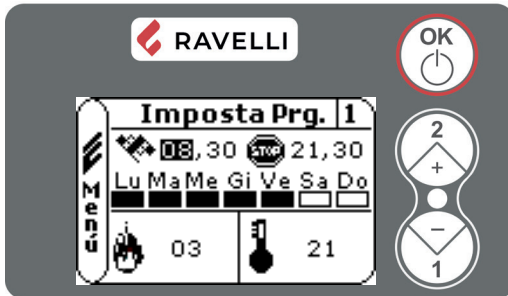 RAVELLI
OK
Imposta Prg. 1
08,30 STOP 21,30
Lu Ma Me Gi Ve Sa Do
03 21
Menú
2
+
−
1